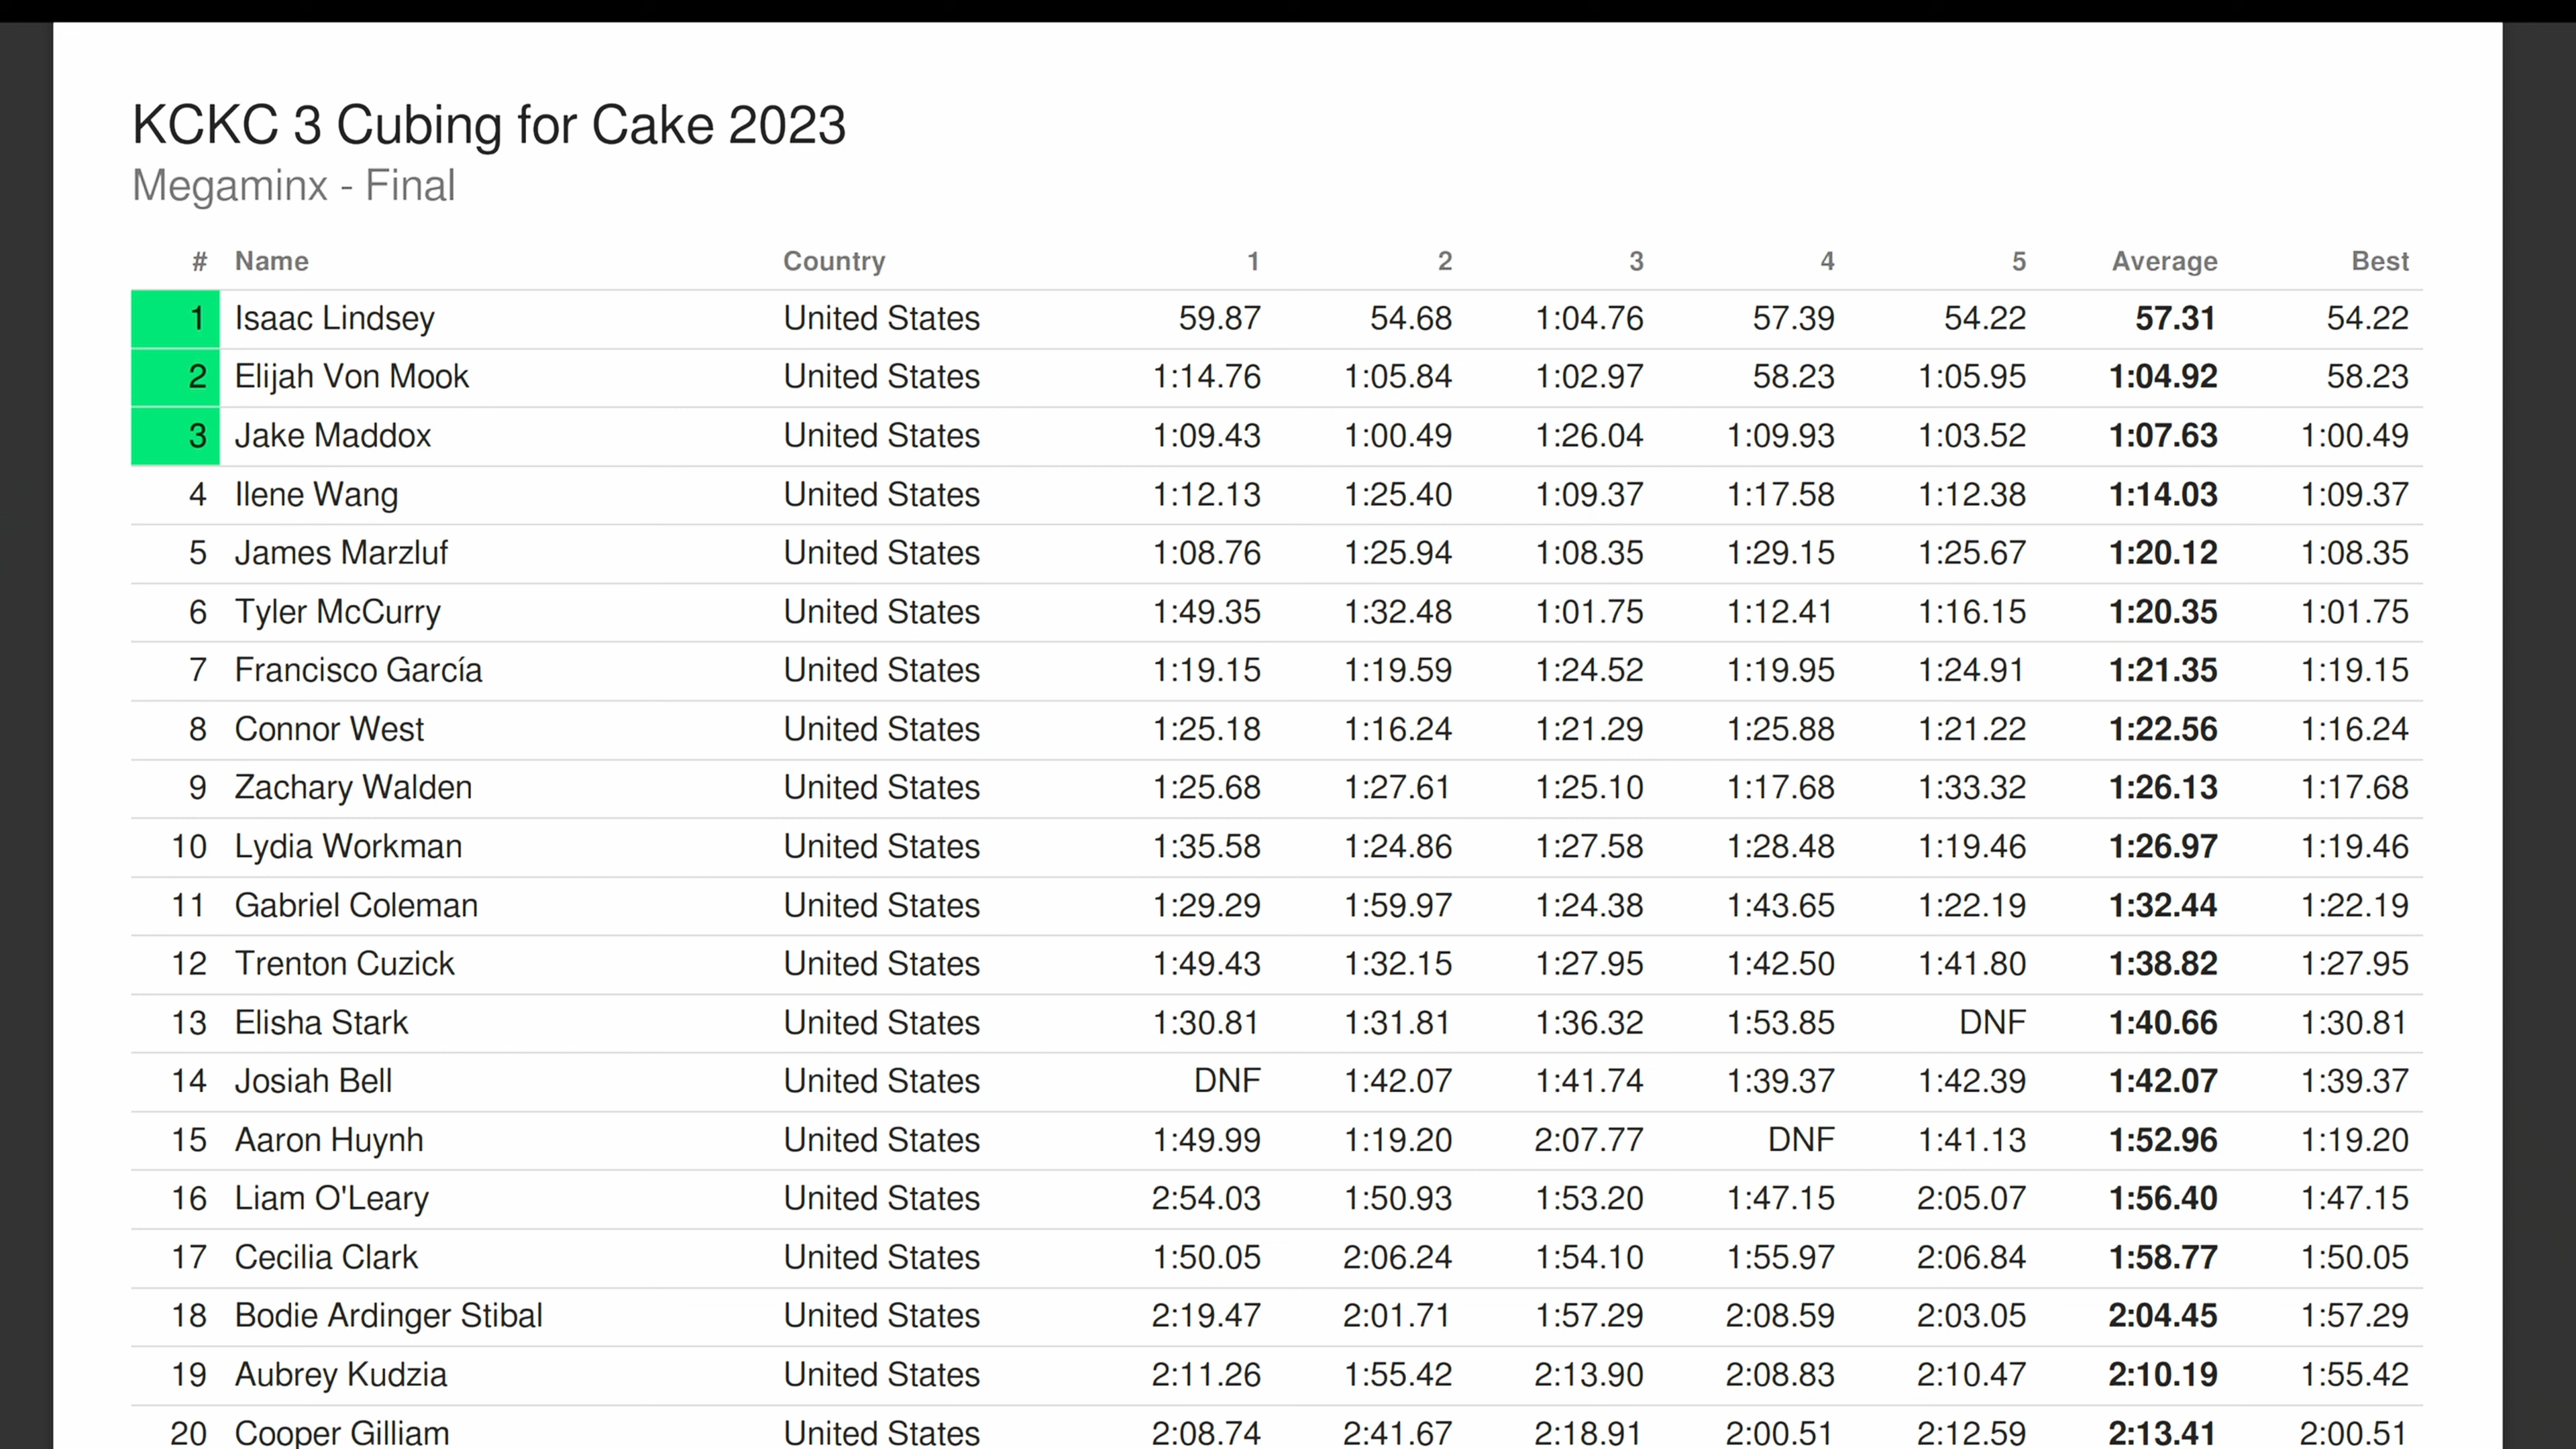 KCKC 3 Cubing for Cake 2023
Megaminx - Final
# Name Country 1 2 3 4 5 Average Best
1 Isaac Lindsey United States 59.87 54.68 1:04.76 57.39 54.22 57.31 54.22
2 Elijah Von Mook United States 1:14.76 1:05.84 1:02.97 58.23 1:05.95 1:04.92 58.23
3 Jake Maddox United States 1:09.43 1:00.49 1:26.04 1:09.93 1:03.52 1:07.63 1:00.49
4 Ilene Wang United States 1:12.13 1:25.40 1:09.37 1:17.58 1:12.38 1:14.03 1:09.37
5 James Marzluf United States 1:08.76 1:25.94 1:08.35 1:29.15 1:25.67 1:20.12 1:08.35
6 Tyler McCurry United States 1:49.35 1:32.48 1:01.75 1:12.41 1:16.15 1:20.35 1:01.75
7 Francisco García United States 1:19.15 1:19.59 1:24.52 1:19.95 1:24.91 1:21.35 1:19.15
8 Connor West United States 1:25.18 1:16.24 1:21.29 1:25.88 1:21.22 1:22.56 1:16.24
9 Zachary Walden United States 1:25.68 1:27.61 1:25.10 1:17.68 1:33.32 1:26.13 1:17.68
10 Lydia Workman United States 1:35.58 1:24.86 1:27.58 1:28.48 1:19.46 1:26.97 1:19.46
11 Gabriel Coleman United States 1:29.29 1:59.97 1:24.38 1:43.65 1:22.19 1:32.44 1:22.19
12 Trenton Cuzick United States 1:49.43 1:32.15 1:27.95 1:42.50 1:41.80 1:38.82 1:27.95
13 Elisha Stark United States 1:30.81 1:31.81 1:36.32 1:53.85 DNF 1:40.66 1:30.81
14 Josiah Bell United States DNF 1:42.07 1:41.74 1:39.37 1:42.39 1:42.07 1:39.37
15 Aaron Huynh United States 1:49.99 1:19.20 2:07.77 DNF 1:41.13 1:52.96 1:19.20
16 Liam O'Leary United States 2:54.03 1:50.93 1:53.20 1:47.15 2:05.07 1:56.40 1:47.15
17 Cecilia Clark United States 1:50.05 2:06.24 1:54.10 1:55.97 2:06.84 1:58.77 1:50.05
18 Bodie Ardinger Stibal United States 2:19.47 2:01.71 1:57.29 2:08.59 2:03.05 2:04.45 1:57.29
19 Aubrey Kudzia United States 2:11.26 1:55.42 2:13.90 2:08.83 2:10.47 2:10.19 1:55.42
20 Cooper Gilliam United States 2:08.74 2:41.67 2:18.91 2:00.51 2:12.59 2:13.41 2:00.51